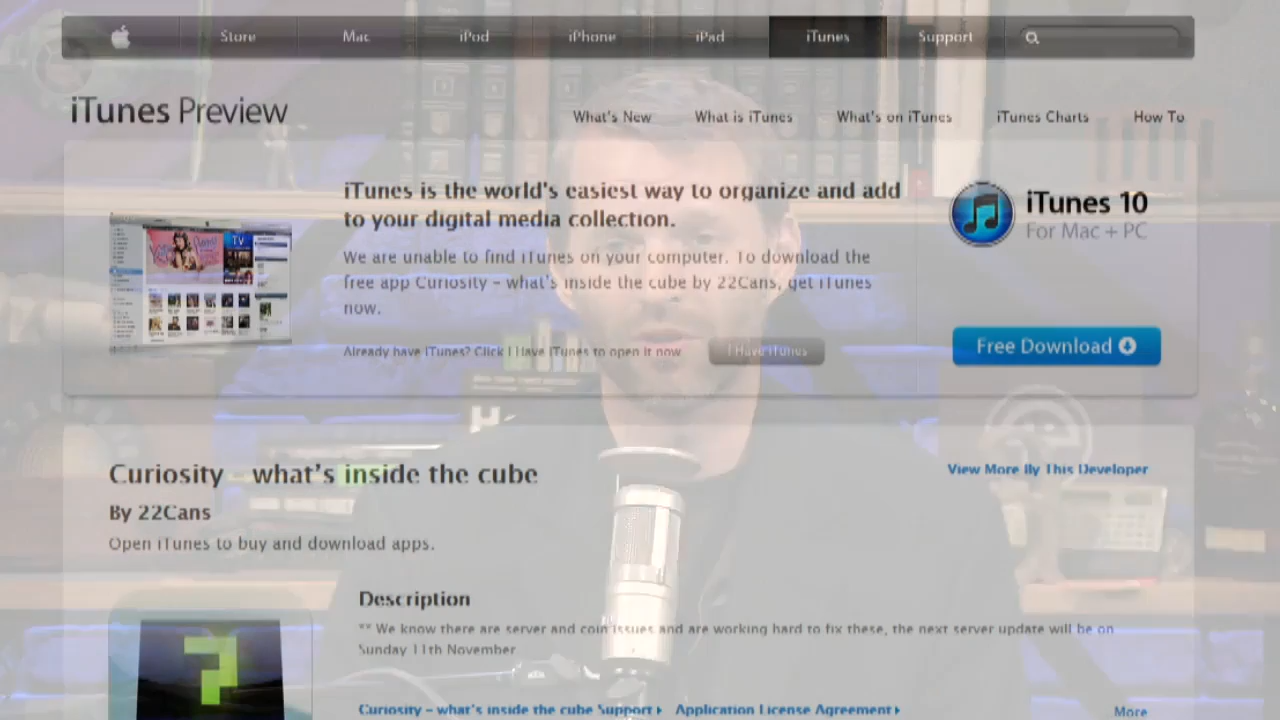 Store Mac iPod iPhone iPad iTunes Support
iTunes Preview
What's New What is iTunes What's on iTunes iTunes Charts How To
iTunes is the world's easiest way to organize and add
to your digital media collection.
We are unable to find iTunes on your computer. To download the
free app Curiosity – what's inside the cube by 22Cans, get iTunes
now.
Already have iTunes? Click I Have iTunes to open it now
I Have iTunes
iTunes 10
For Mac + PC
Free Download
Curiosity – what's inside the cube
View More By This Developer
By 22Cans
Open iTunes to buy and download apps.
Description
** We know there are server and coin issues and are working hard to fix these, the next server update will be on
Sunday 11th November
Curiosity – what's inside the cube Support Application License Agreement
More